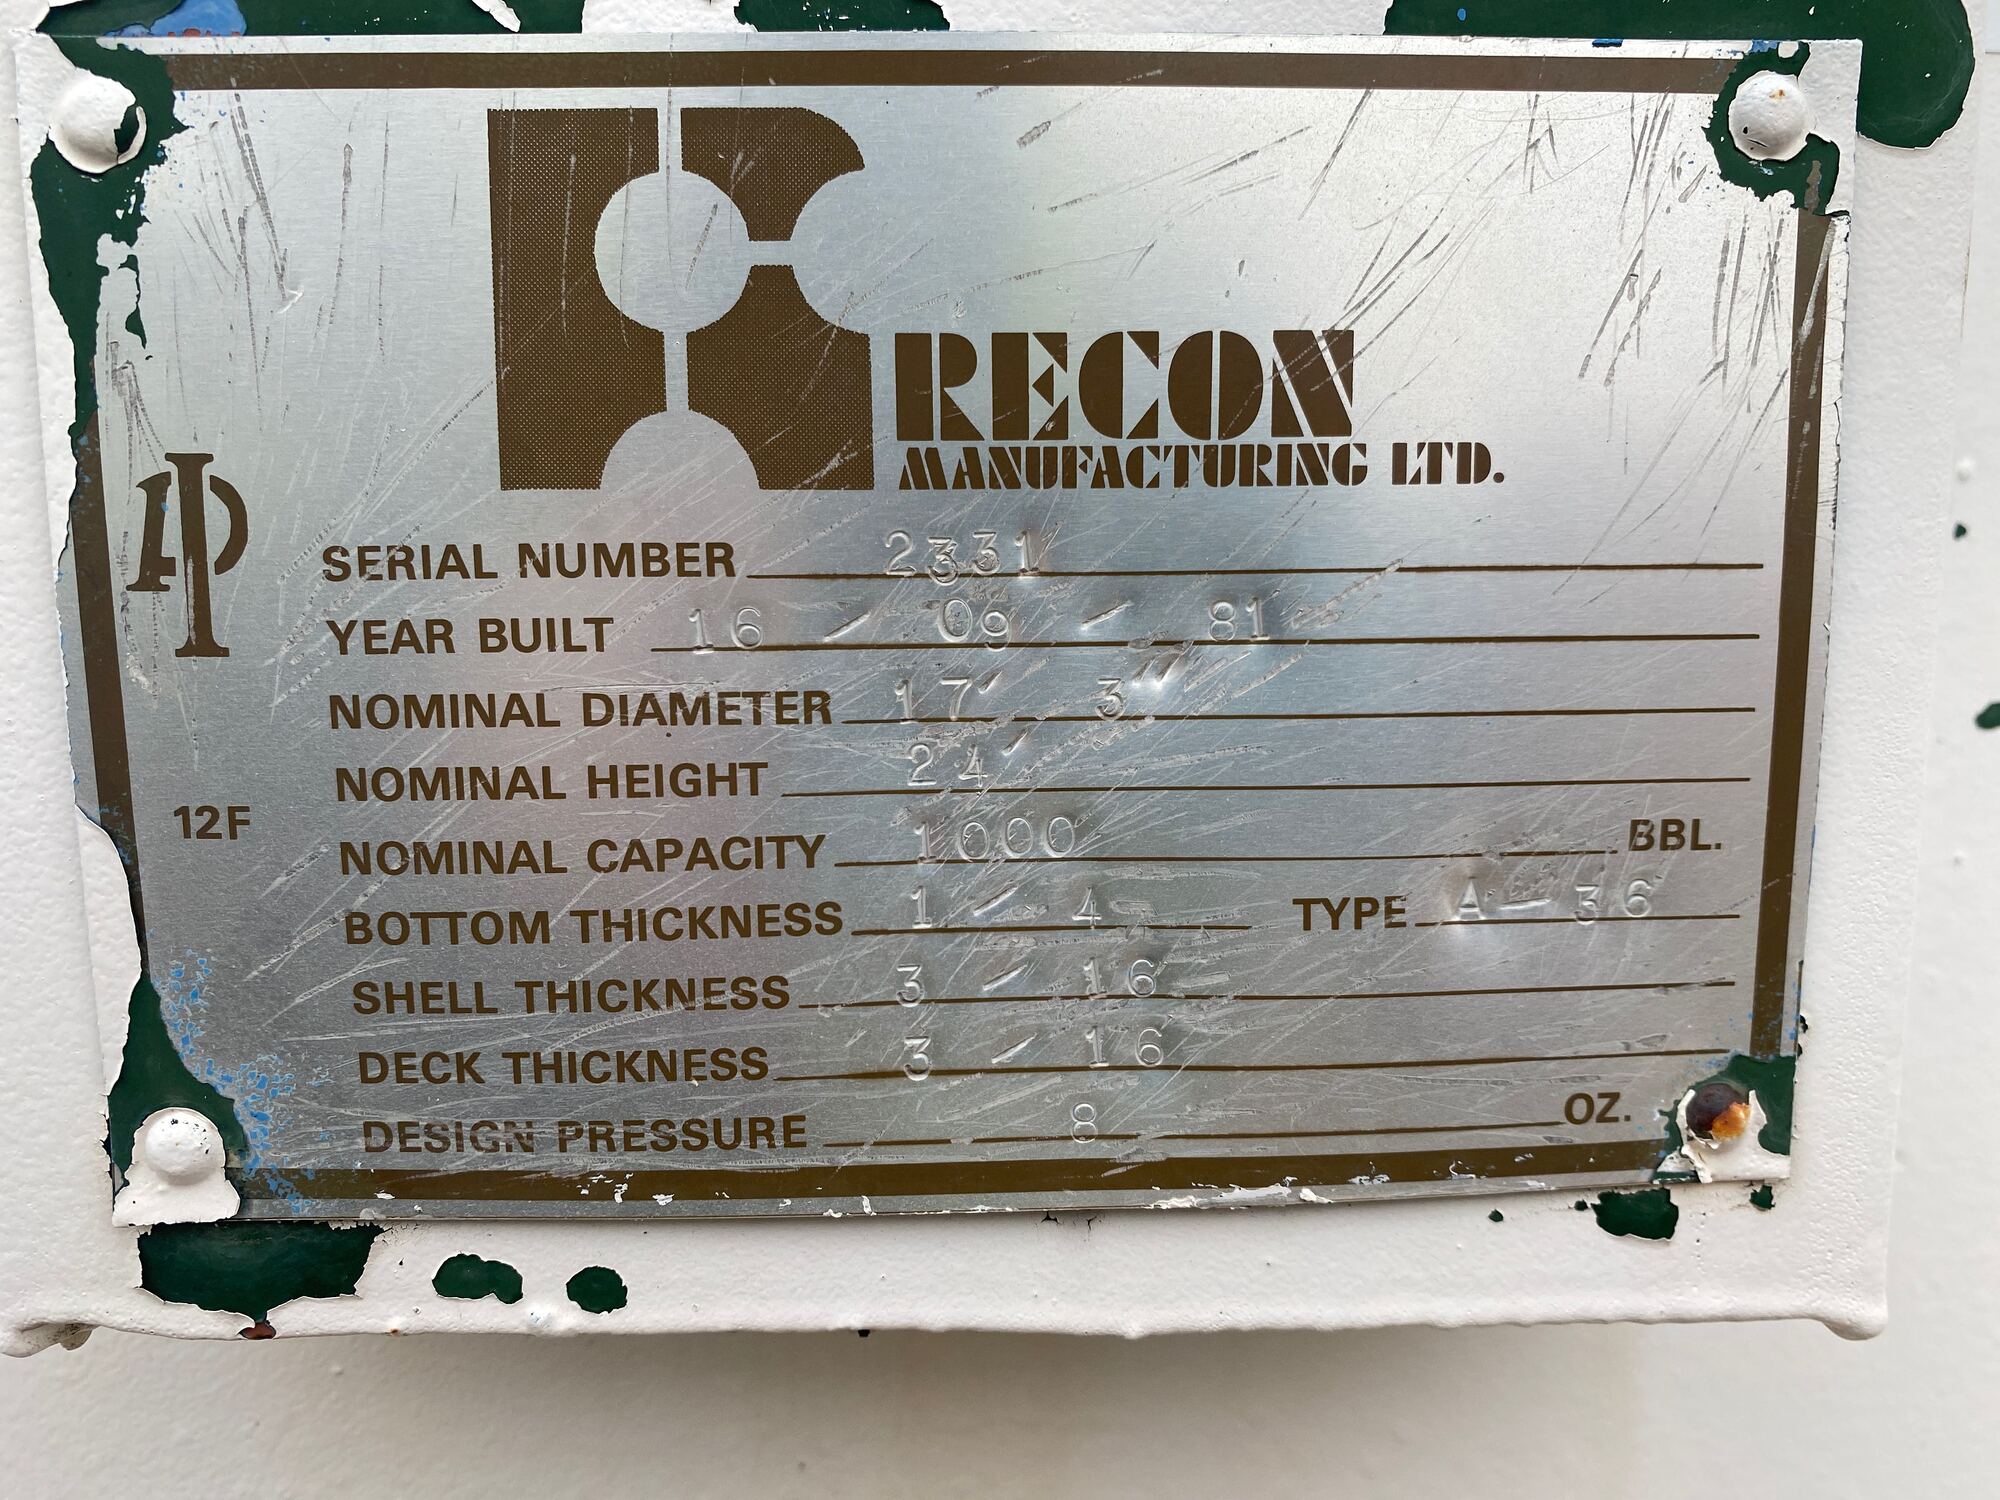 RECON
MANUFACTURING LTD.
API
SERIAL NUMBER 2331
YEAR BUILT 16 / 09 / 81
NOMINAL DIAMETER 17' 3"
NOMINAL HEIGHT 24'
12F
NOMINAL CAPACITY 1000 BBL.
BOTTOM THICKNESS 1 / 4 TYPE A - 36
SHELL THICKNESS 3 / 16
DECK THICKNESS 3 / 16
DESIGN PRESSURE 8 OZ.